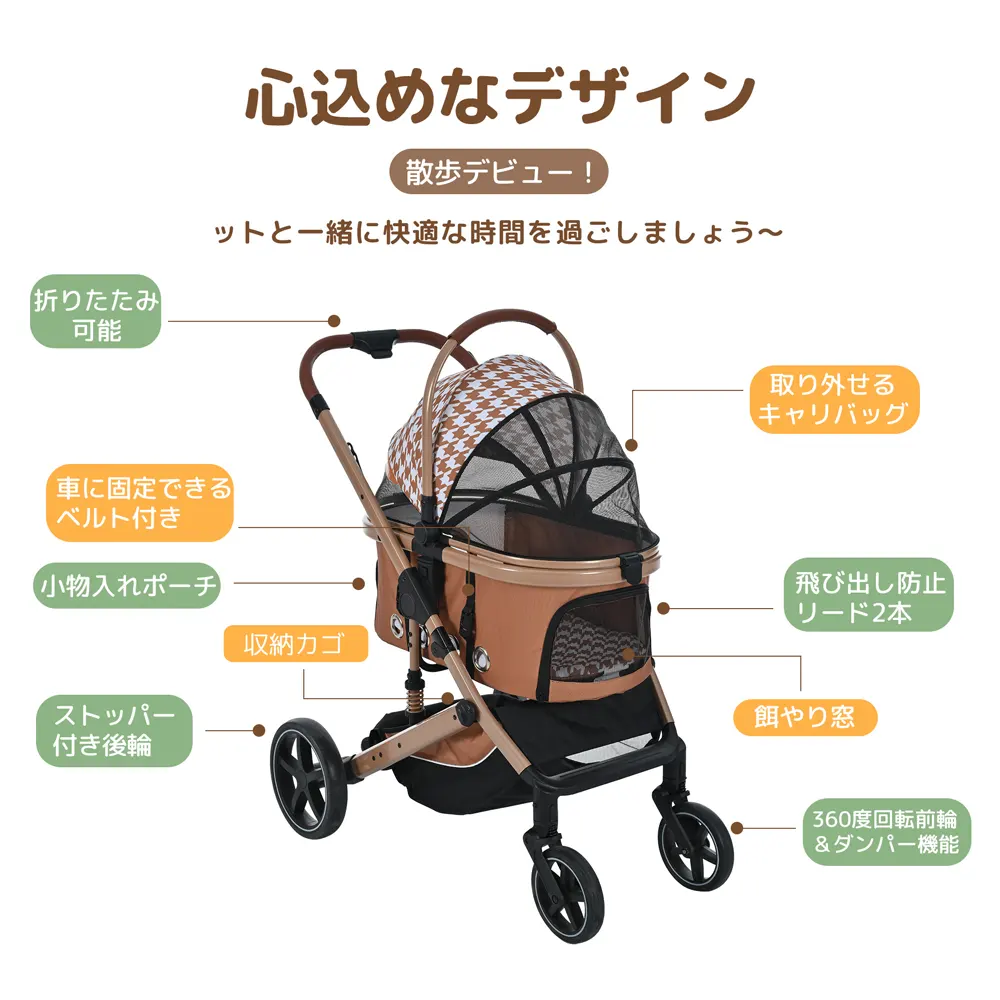 心込めなデザイン
散歩デビュー！
ットと一緒に快適な時間を過ごしましょう～
折りたたみ
可能
取り外せる
キャリバッグ
車に固定できる
ベルト付き
小物入れポーチ
飛び出し防止
リード2本
収納カゴ
餌やり窓
ストッパー
付き後輪
360度回転前輪
＆ダンパー機能